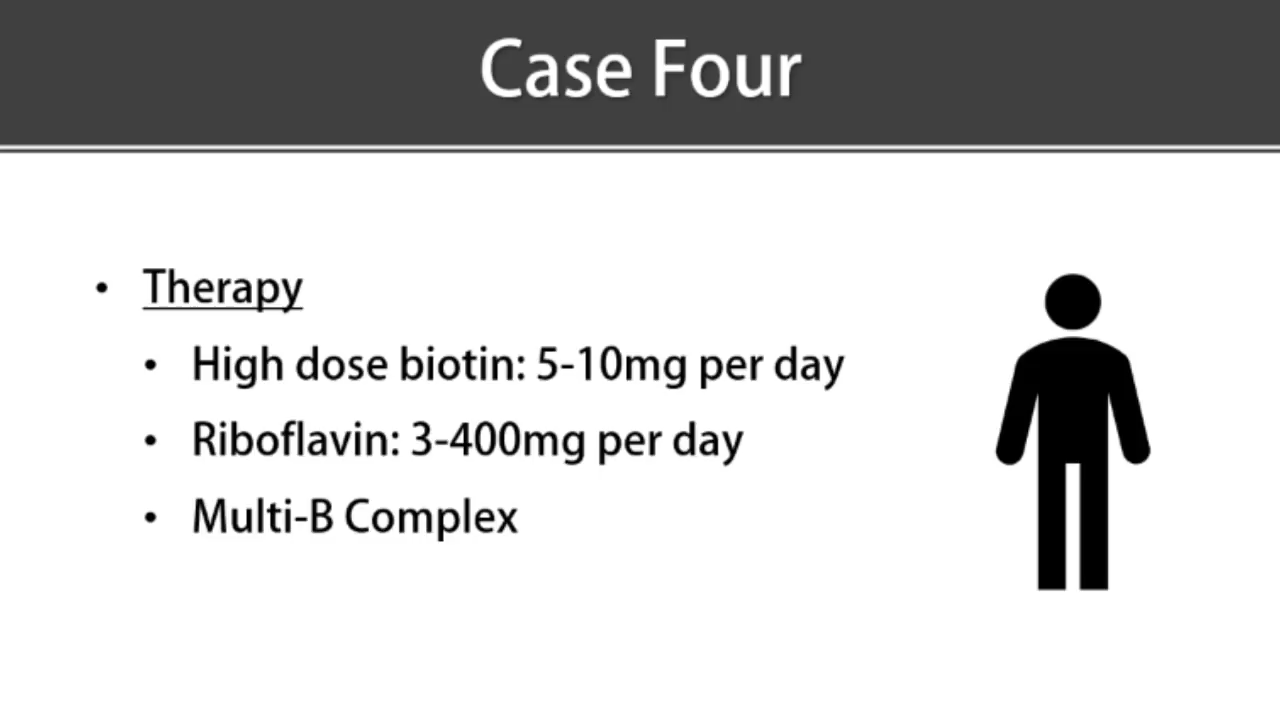 Case Four
• Therapy
• High dose biotin: 5-10mg per day
• Riboflavin: 3-400mg per day
• Multi-B Complex